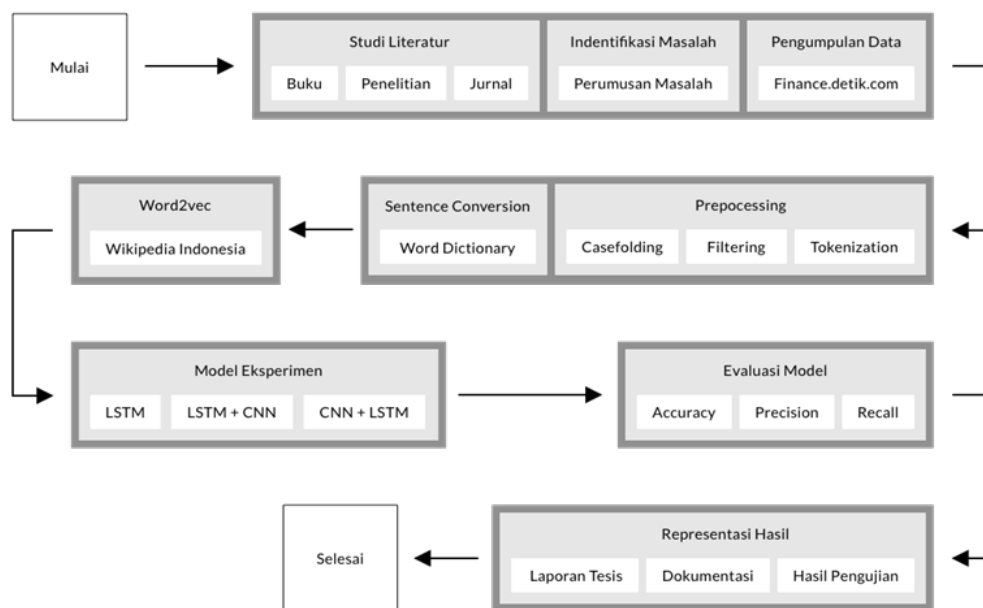 Mulai
Studi Literatur
Buku
Penelitian
Jurnal
Indentifikasi Masalah
Perumusan Masalah
Pengumpulan Data
Finance.detik.com
Prepocessing
Casefolding
Filtering
Tokenization
Sentence Conversion
Word Dictionary
Word2vec
Wikipedia Indonesia
Model Eksperimen
LSTM
LSTM + CNN
CNN + LSTM
Evaluasi Model
Accuracy
Precision
Recall
Representasi Hasil
Laporan Tesis
Dokumentasi
Hasil Pengujian
Selesai